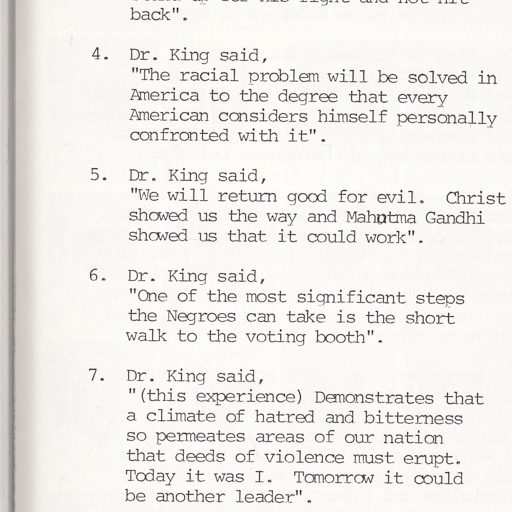 back".
4. Dr. King said,
"The racial problem will be solved in
America to the degree that every
American considers himself personally
confronted with it".
5. Dr. King said,
"We will return good for evil. Christ
showed us the way and Mahutma Gandhi
showed us that it could work".
6. Dr. King said,
"One of the most significant steps
the Negroes can take is the short
walk to the voting booth".
7. Dr. King said,
"(this experience) Demonstrates that
a climate of hatred and bitterness
so permeates areas of our nation
that deeds of violence must erupt.
Today it was I. Tomorrow it could
be another leader".